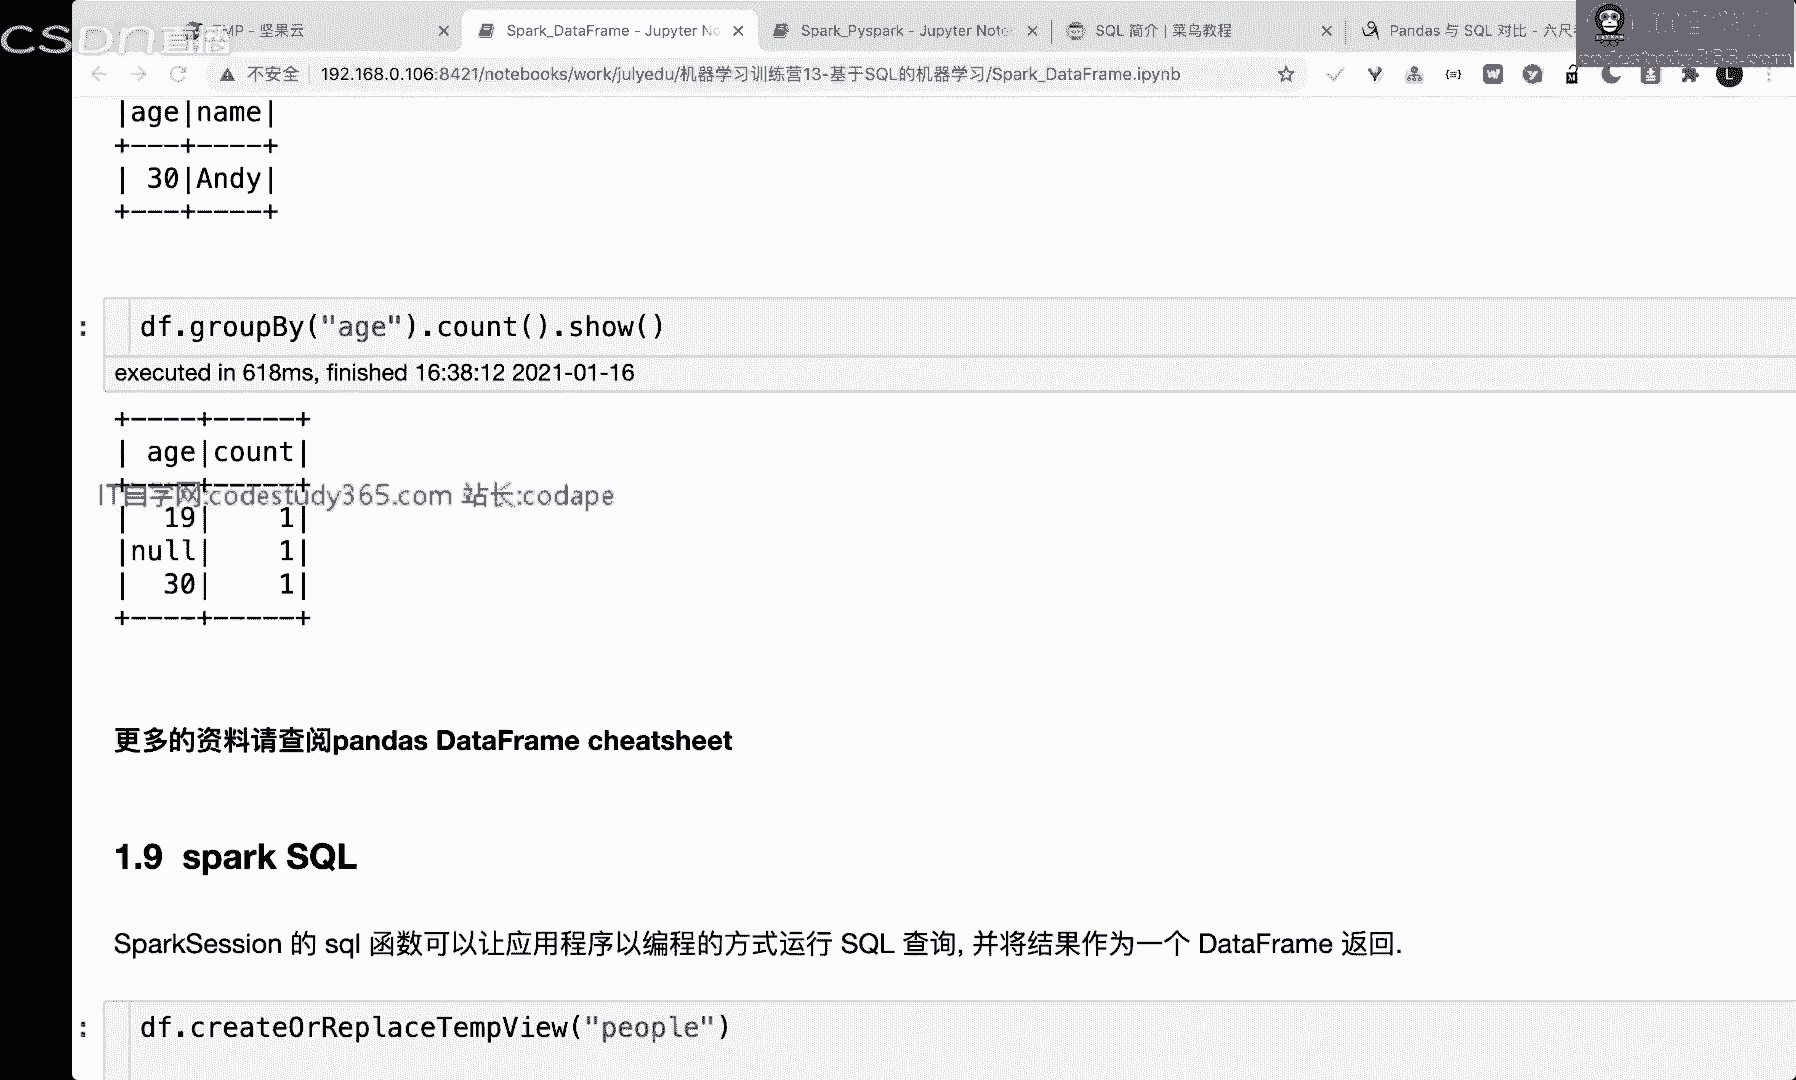 CSDN直播
TMP - 坚果云
Spark_DataFrame - Jupyter No
Spark_Pyspark - Jupyter Note
SQL 简介 | 菜鸟教程
Pandas 与 SQL 对比 - 六尺
codestudy365.com
不安全 192.168.0.106:8421/notebooks/work/julyedu/机器学习训练营13-基于SQL的机器学习/Spark_DataFrame.ipynb
|age|name|
+---+----+
| 30|Andy|
+---+----+
: df.groupBy("age").count().show()
executed in 618ms, finished 16:38:12 2021-01-16
+----+-----+
| age|count|
+----+-----+
IT自学网:codestudy365.com 站长:codape
| 19| 1|
|null| 1|
| 30| 1|
+----+-----+
更多的资料请查阅pandas DataFrame cheatsheet
1.9 spark SQL
SparkSession 的 sql 函数可以让应用程序以编程的方式运行 SQL 查询, 并将结果作为一个 DataFrame 返回.
: df.createOrReplaceTempView("people")